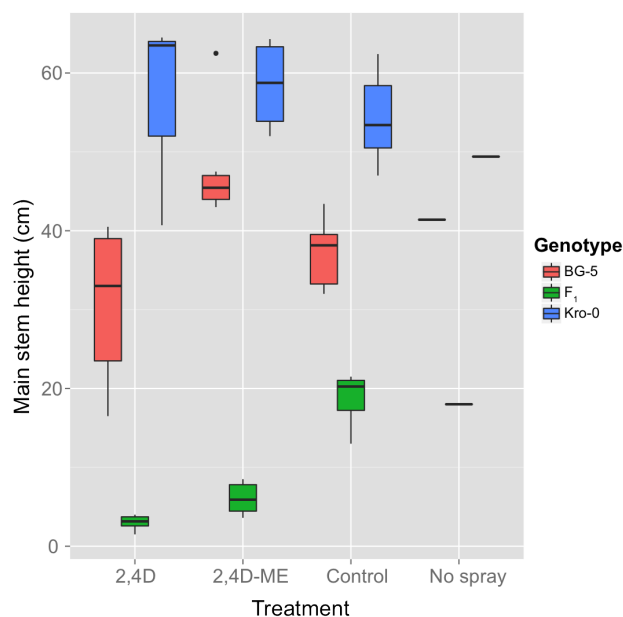 Main stem height (cm)
60
40
20
0
2,4D 2,4D-ME Control No spray
Treatment
Genotype
BG-5
F₁
Kro-0